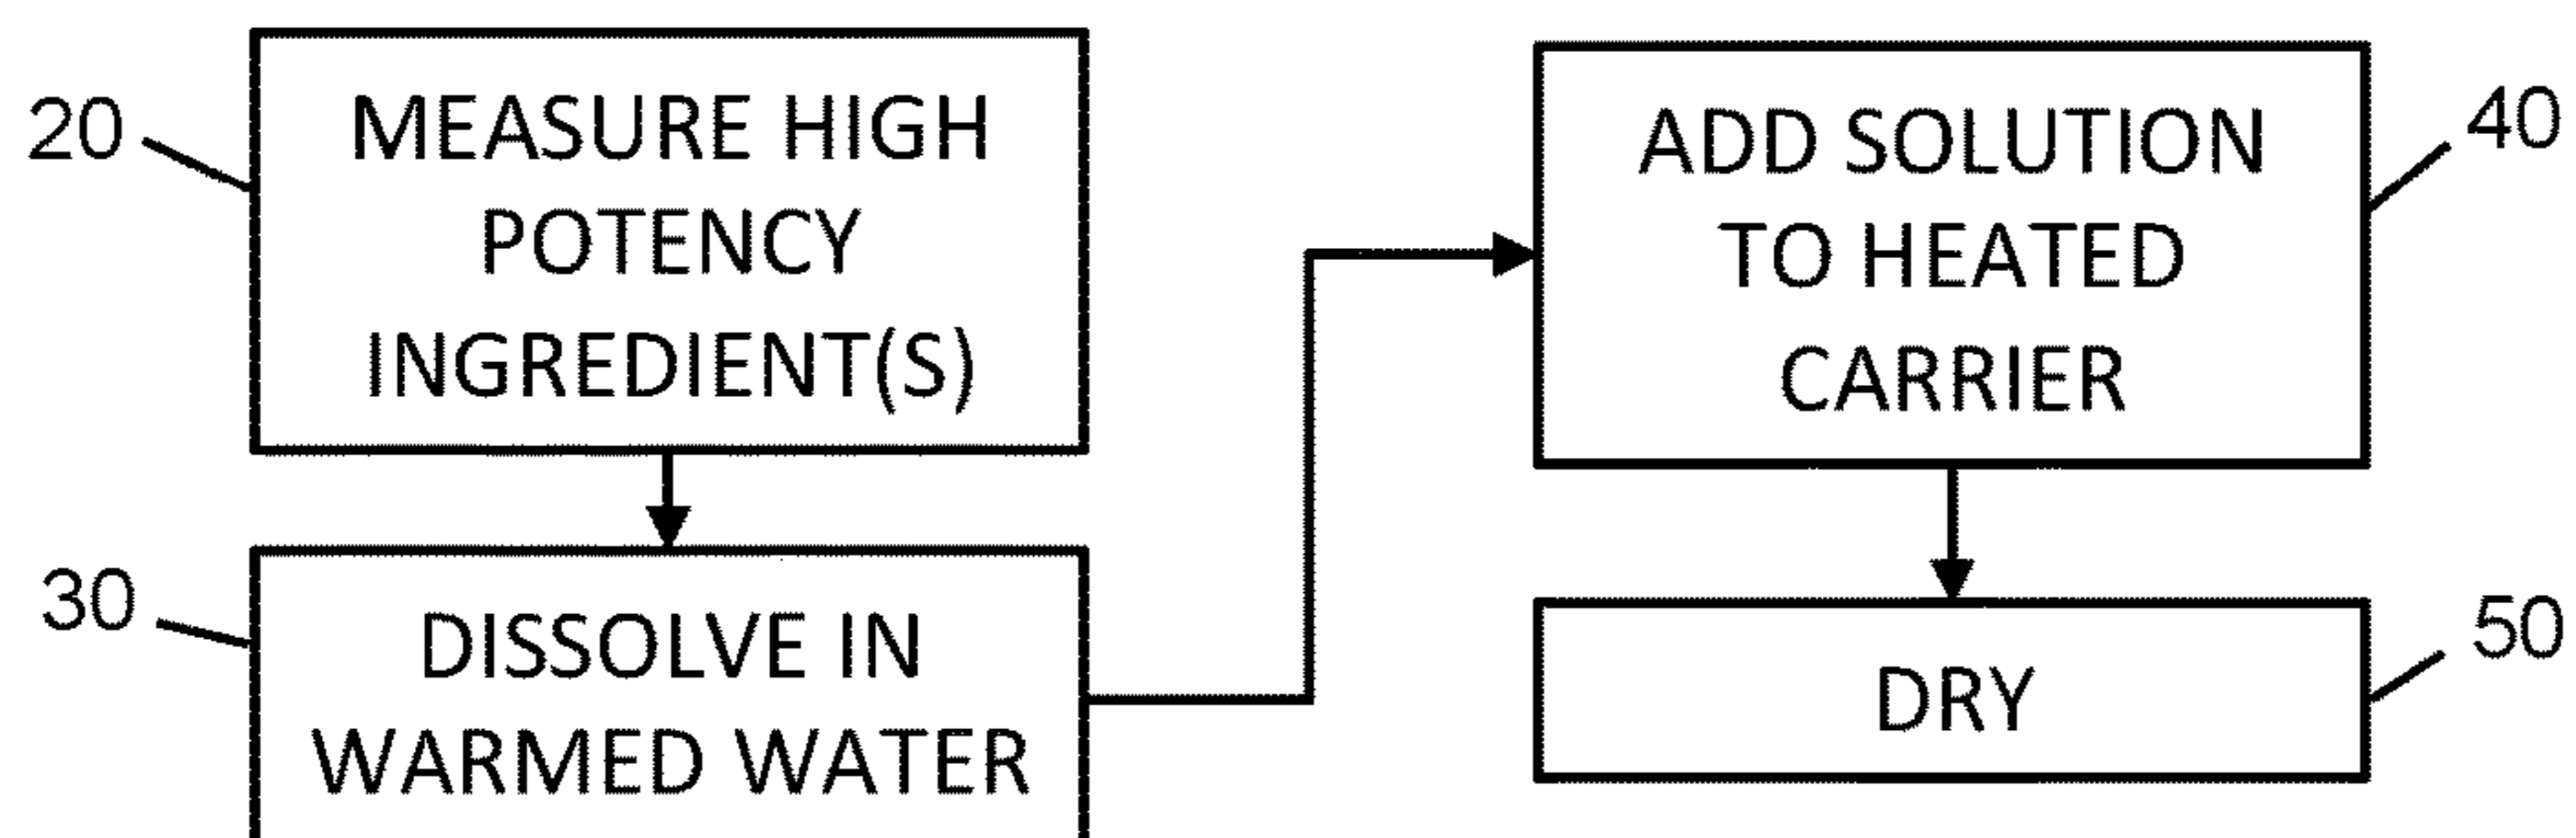 20
MEASURE HIGH
POTENCY
INGREDIENT(S)
30
DISSOLVE IN
WARMED WATER
40
ADD SOLUTION
TO HEATED
CARRIER
50
DRY